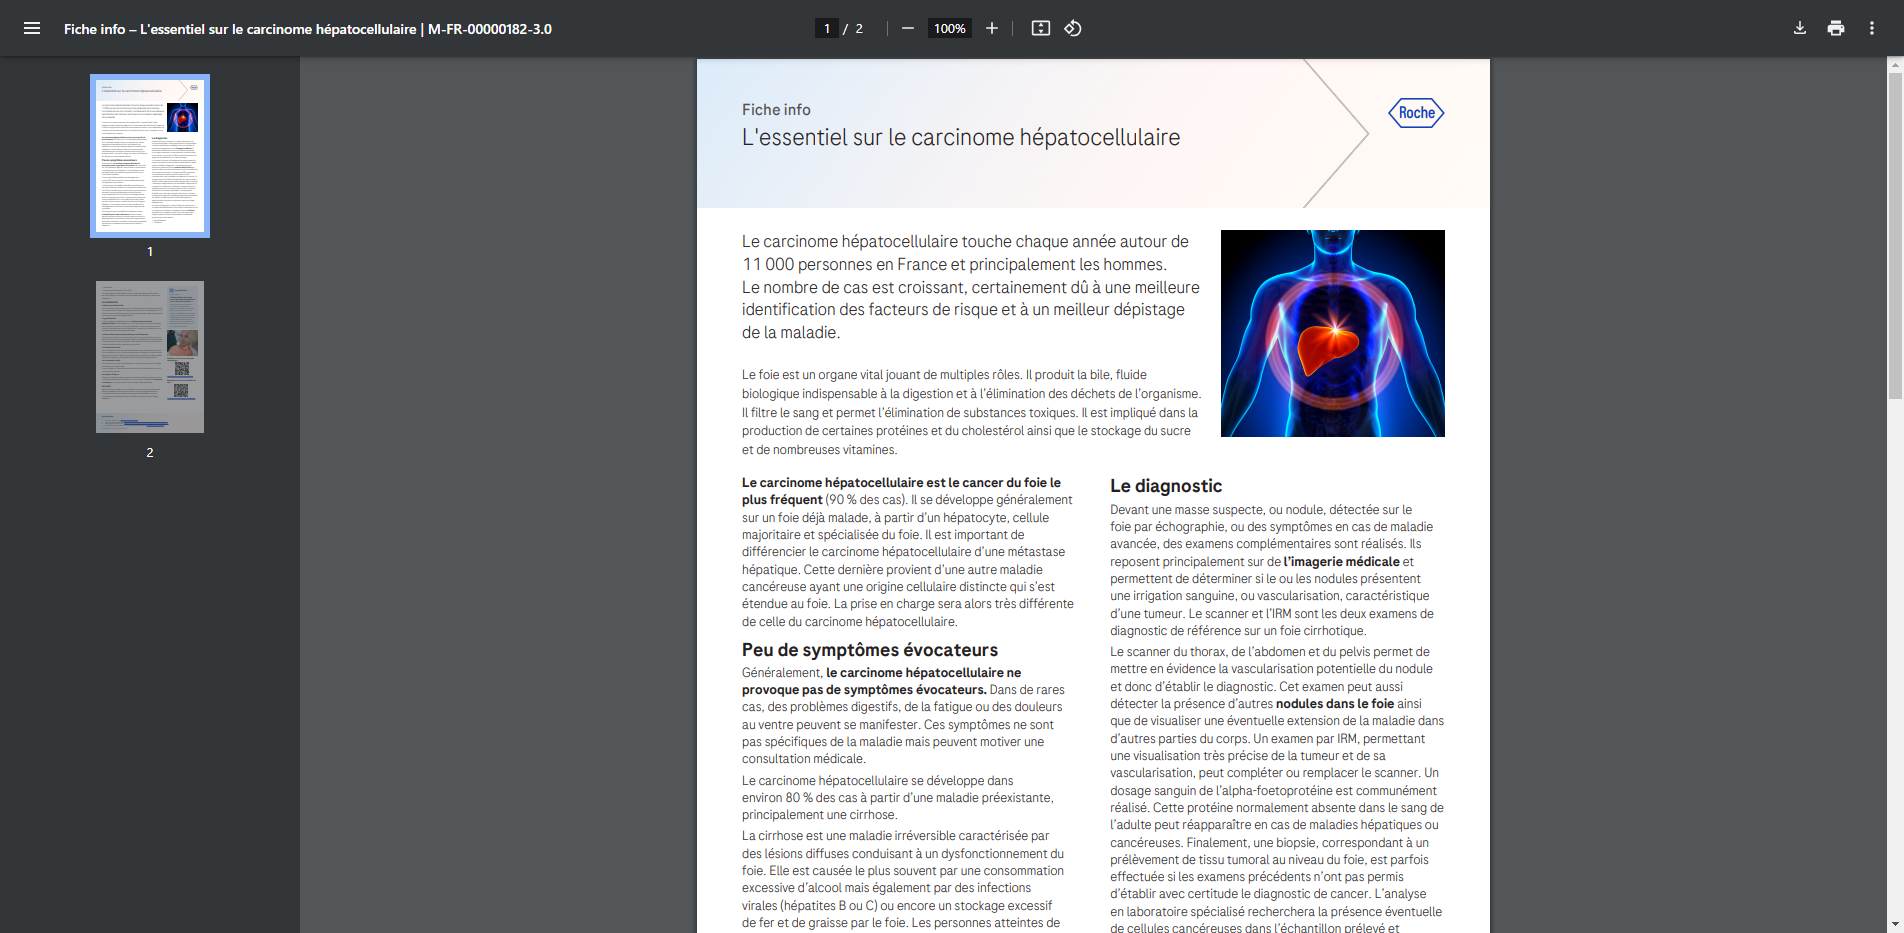 Fiche info – L'essentiel sur le carcinome hépatocellulaire | M-FR-00000182-3.0
1 / 2
100%
1
2
Fiche info
L'essentiel sur le carcinome hépatocellulaire
Roche
Le carcinome hépatocellulaire touche chaque année autour de
11 000 personnes en France et principalement les hommes.
Le nombre de cas est croissant, certainement dû à une meilleure
identification des facteurs de risque et à un meilleur dépistage
de la maladie.
Le foie est un organe vital jouant de multiples rôles. Il produit la bile, fluide
biologique indispensable à la digestion et à l'élimination des déchets de l'organisme.
Il filtre le sang et permet l'élimination de substances toxiques. Il est impliqué dans la
production de certaines protéines et du cholestérol ainsi que le stockage du sucre
et de nombreuses vitamines.
Le carcinome hépatocellulaire est le cancer du foie le
plus fréquent (90 % des cas). Il se développe généralement
sur un foie déjà malade, à partir d'un hépatocyte, cellule
majoritaire et spécialisée du foie. Il est important de
différencier le carcinome hépatocellulaire d'une métastase
hépatique. Cette dernière provient d'une autre maladie
cancéreuse ayant une origine cellulaire distincte qui s'est
étendue au foie. La prise en charge sera alors très différente
de celle du carcinome hépatocellulaire.
Peu de symptômes évocateurs
Généralement, le carcinome hépatocellulaire ne
provoque pas de symptômes évocateurs. Dans de rares
cas, des problèmes digestifs, de la fatigue ou des douleurs
au ventre peuvent se manifester. Ces symptômes ne sont
pas spécifiques de la maladie mais peuvent motiver une
consultation médicale.
Le carcinome hépatocellulaire se développe dans
environ 80 % des cas à partir d'une maladie préexistante,
principalement une cirrhose.
La cirrhose est une maladie irréversible caractérisée par
des lésions diffuses conduisant à un dysfonctionnement du
foie. Elle est causée le plus souvent par une consommation
excessive d'alcool mais également par des infections
virales (hépatites B ou C) ou encore un stockage excessif
de fer et de graisse par le foie. Les personnes atteintes de
Le diagnostic
Devant une masse suspecte, ou nodule, détectée sur le
foie par échographie, ou des symptômes en cas de maladie
avancée, des examens complémentaires sont réalisés. Ils
reposent principalement sur de l'imagerie médicale et
permettent de déterminer si le ou les nodules présentent
une irrigation sanguine, ou vascularisation, caractéristique
d'une tumeur. Le scanner et l'IRM sont les deux examens de
diagnostic de référence sur un foie cirrhotique.
Le scanner du thorax, de l'abdomen et du pelvis permet de
mettre en évidence la vascularisation potentielle du nodule
et donc d'établir le diagnostic. Cet examen peut aussi
détecter la présence d'autres nodules dans le foie ainsi
que de visualiser une éventuelle extension de la maladie dans
d'autres parties du corps. Un examen par IRM, permettant
une visualisation très précise de la tumeur et de sa
vascularisation, peut compléter ou remplacer le scanner. Un
dosage sanguin de l'alpha-foetoprotéine est communément
réalisé. Cette protéine normalement absente dans le sang de
l'adulte peut réapparaître en cas de maladies hépatiques ou
cancéreuses. Finalement, une biopsie, correspondant à un
prélèvement de tissu tumoral au niveau du foie, est parfois
effectuée si les examens précédents n'ont pas permis
d'établir avec certitude le diagnostic de cancer. L'analyse
en laboratoire spécialisé recherchera la présence éventuelle
de cellules cancéreuses dans l'échantillon prélevé et